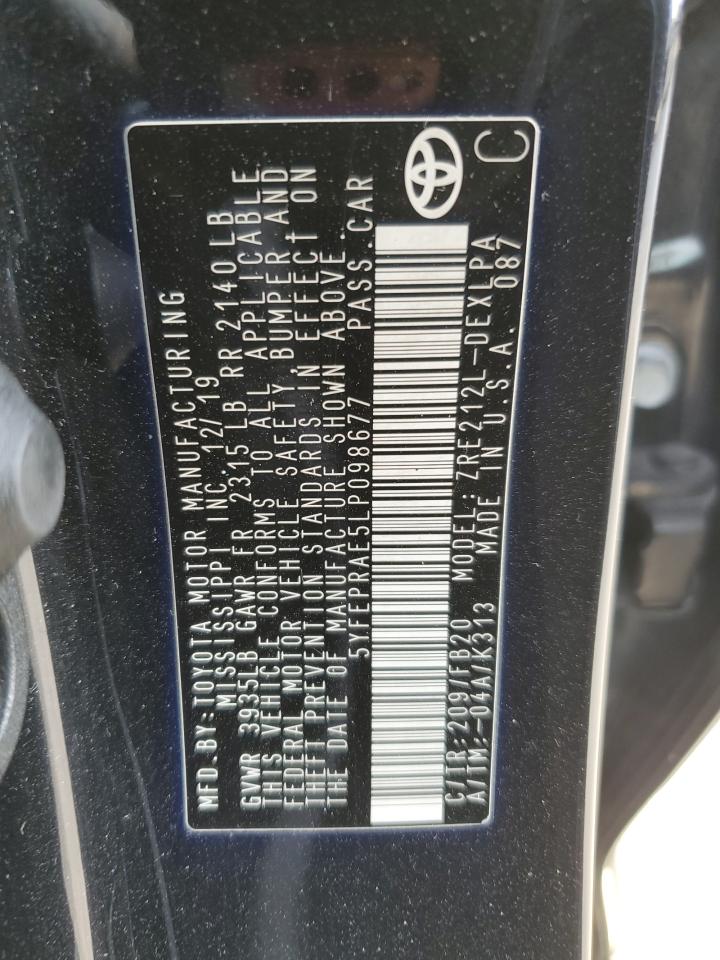 MFD.BY:TOYOTA MOTOR MANUFACTURING
MISSISSIPPI INC. 12/19
GVWR 3935LB GAWR FR 2315 LB RR 2140 LB
THIS VEHICLE CONFORMS TO ALL APPLICABLE
FEDERAL MOTOR VEHICLE SAFETY, BUMPER AND
THEFT PREVENTION STANDARDS IN EFFECT ON
THE DATE OF MANUFACTURE SHOWN ABOVE.
5YFEPRAE5LP098677 PASS.CAR
C/TR:209/FB20 MODEL:ZRE212L-DEXLPA
A/TM:-04A/K313 MADE IN U.S.A. 087
C